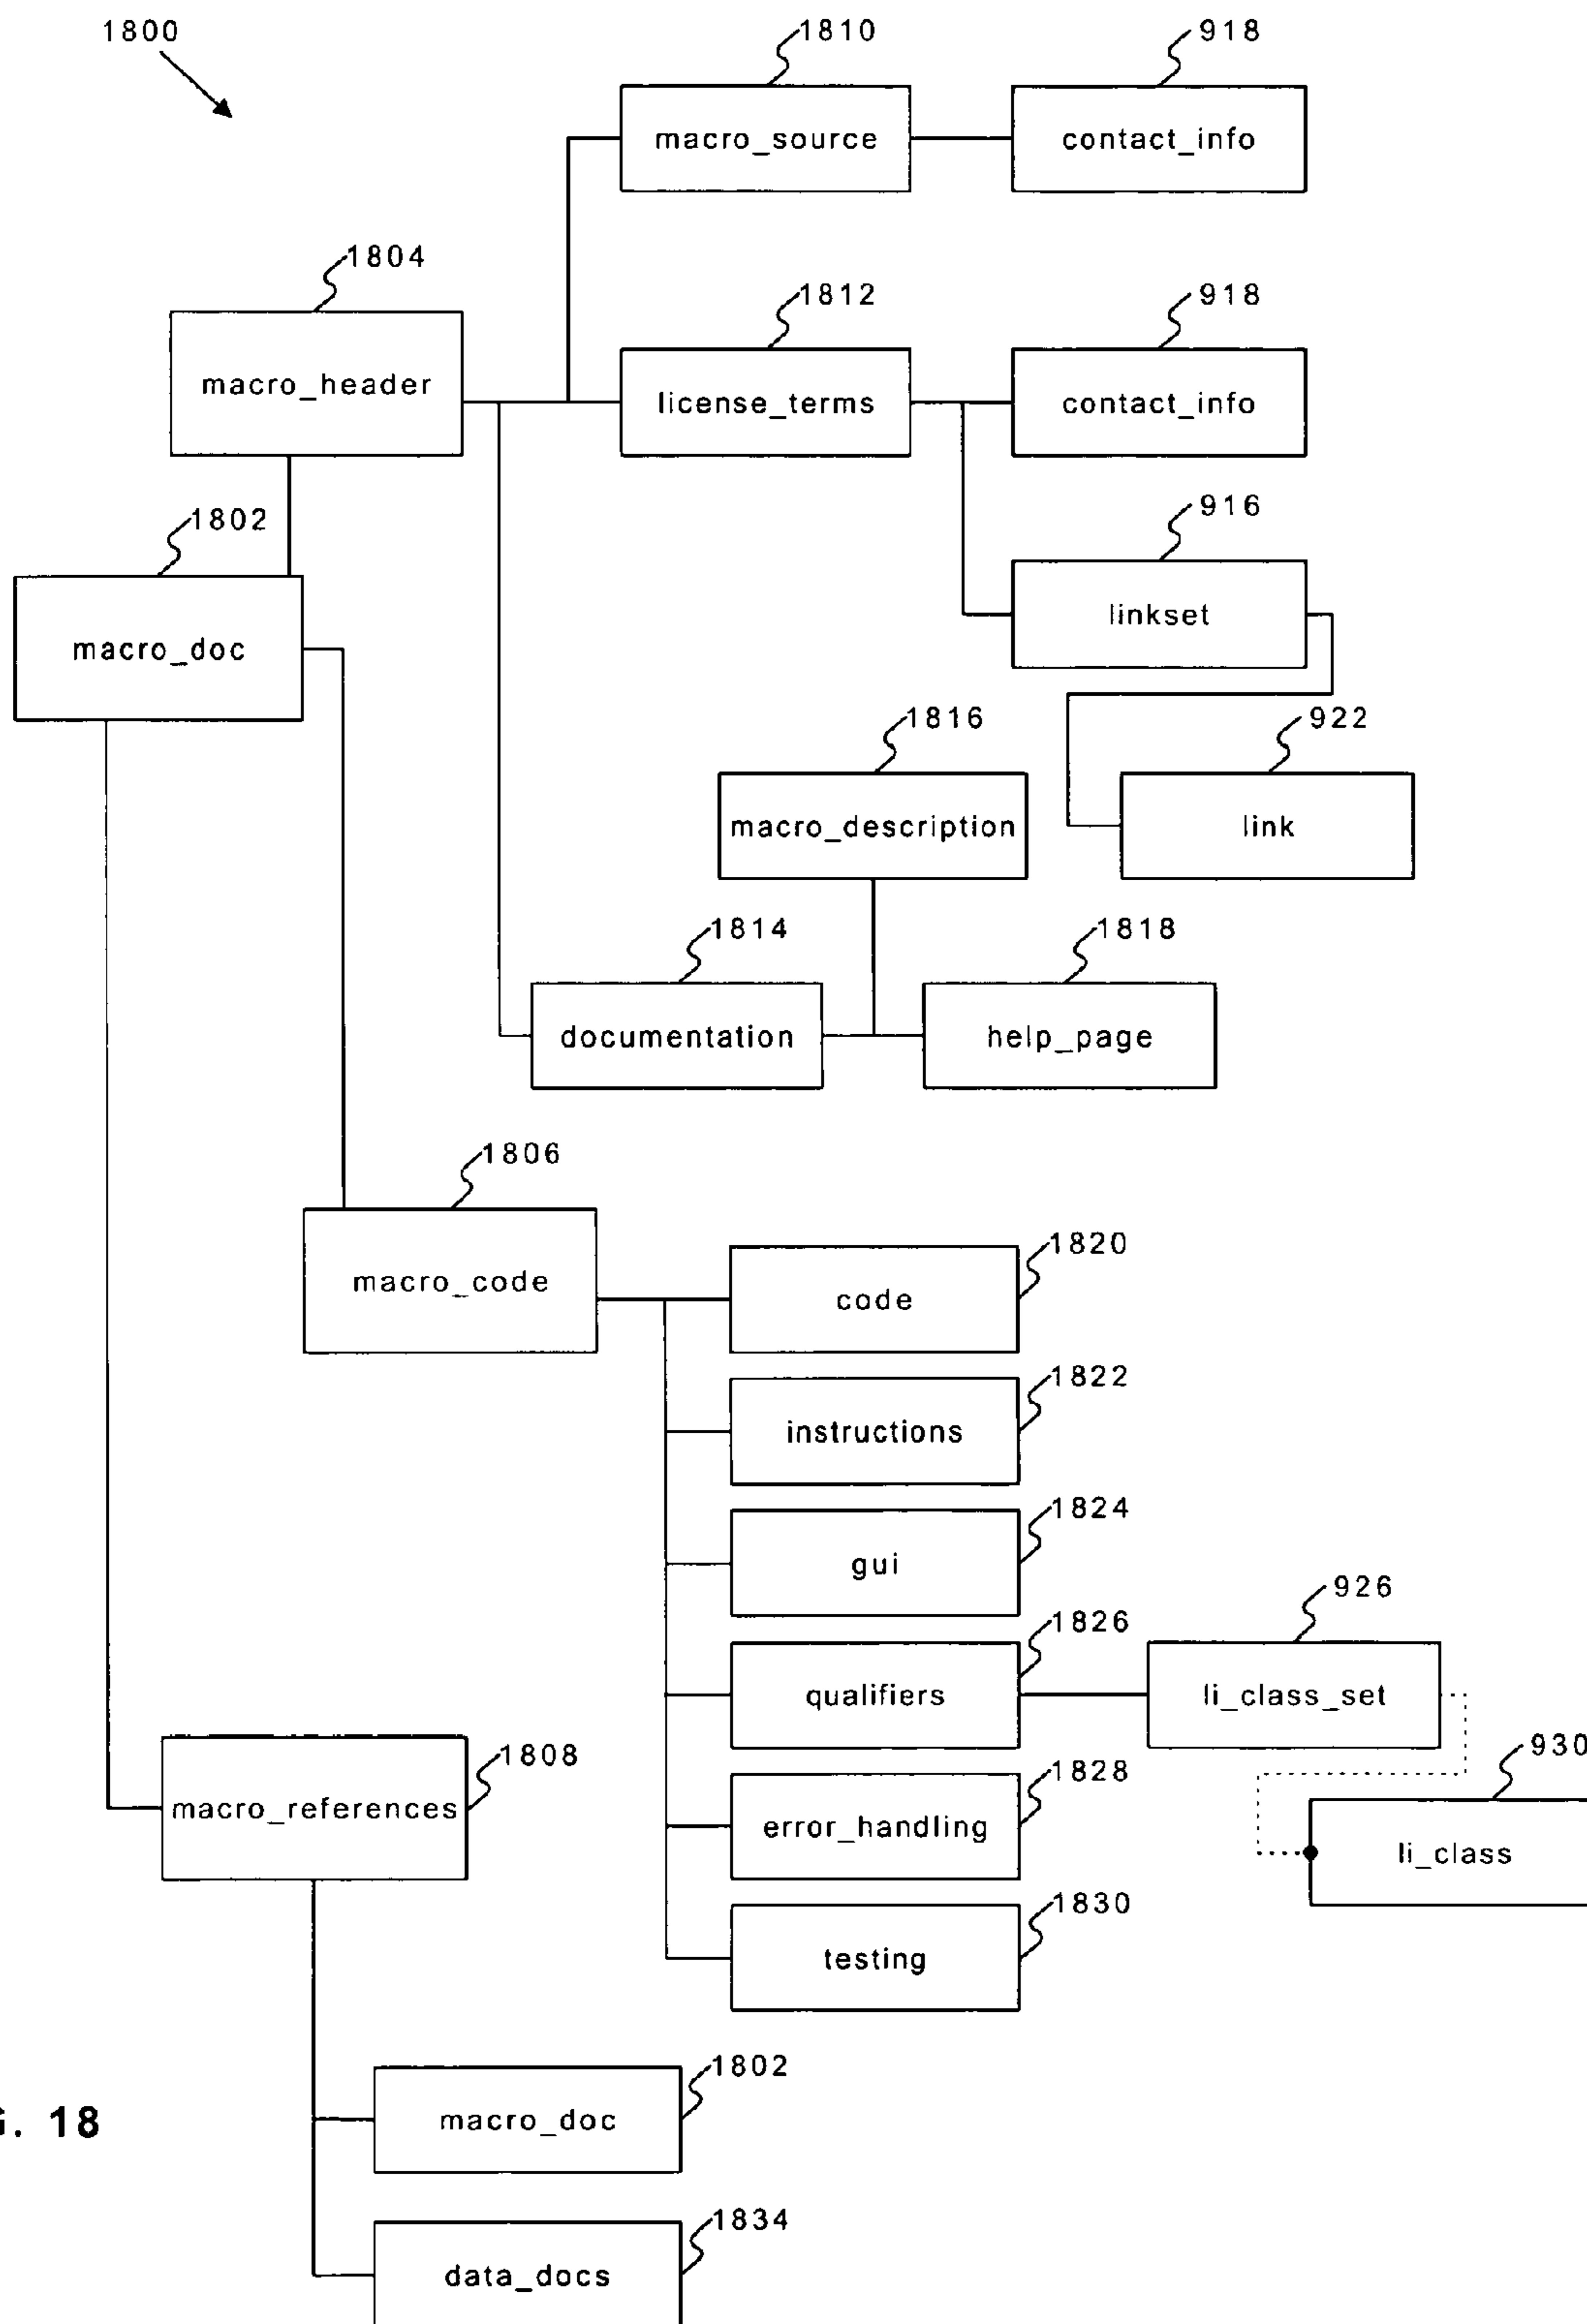 1800
1810
918
macro_source
contact_info
1804
1812
918
macro_header
license_terms
contact_info
1802
916
macro_doc
linkset
1816
922
macro_description
link
1814
1818
documentation
help_page
1806
1820
macro_code
code
1822
instructions
1824
gui
926
1826
qualifiers
li_class_set
1808
1828
930
macro_references
error_handling
li_class
1830
testing
1802
macro_doc
. 18
1834
data_docs